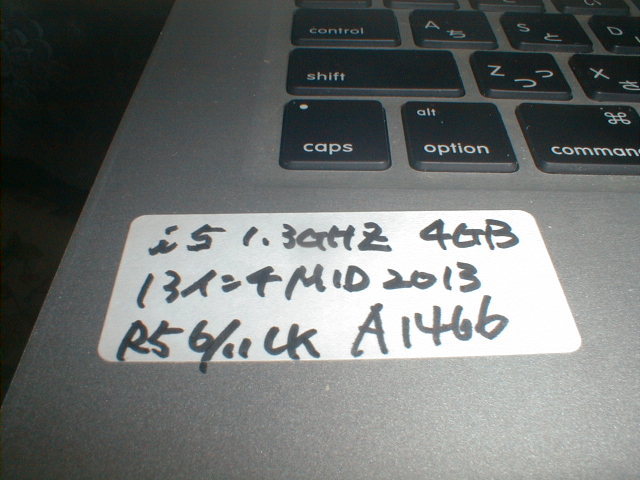 control A ち S と D
shift Z つ っ X さ
caps alt option ⌘ command
i5 1.3GHZ 4GB
13インチ MID 2013
R5 6/11 CK A1466